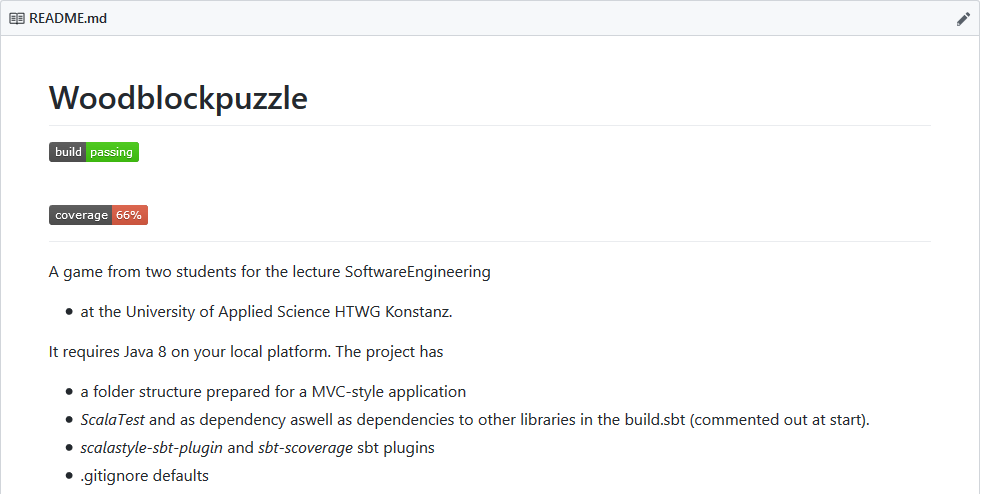 README.md
Woodblockpuzzle
build passing
coverage 66%
A game from two students for the lecture SoftwareEngineering
at the University of Applied Science HTWG Konstanz.
It requires Java 8 on your local platform. The project has
a folder structure prepared for a MVC-style application
ScalaTest and as dependency aswell as dependencies to other libraries in the build.sbt (commented out at start).
scalastyle-sbt-plugin and sbt-scoverage sbt plugins
.gitignore defaults